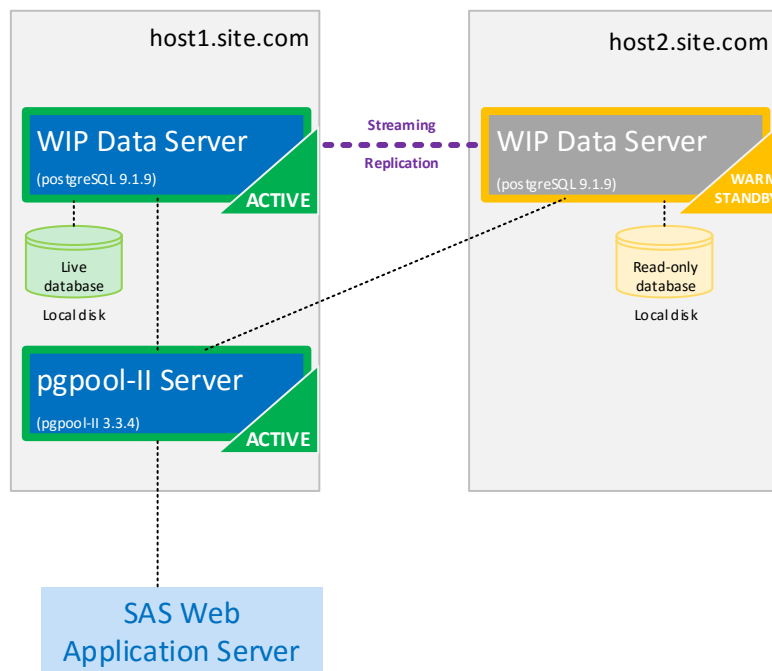 host1.site.com
host2.site.com
WIP Data Server
(postgreSQL 9.1.9)
ACTIVE
Streaming
Replication
WIP Data Server
(postgreSQL 9.1.9)
WARM
STANDBY
Live
database
Local disk
Read-only
database
Local disk
pgpool-II Server
(pgpool-II 3.3.4)
ACTIVE
SAS Web
Application Server